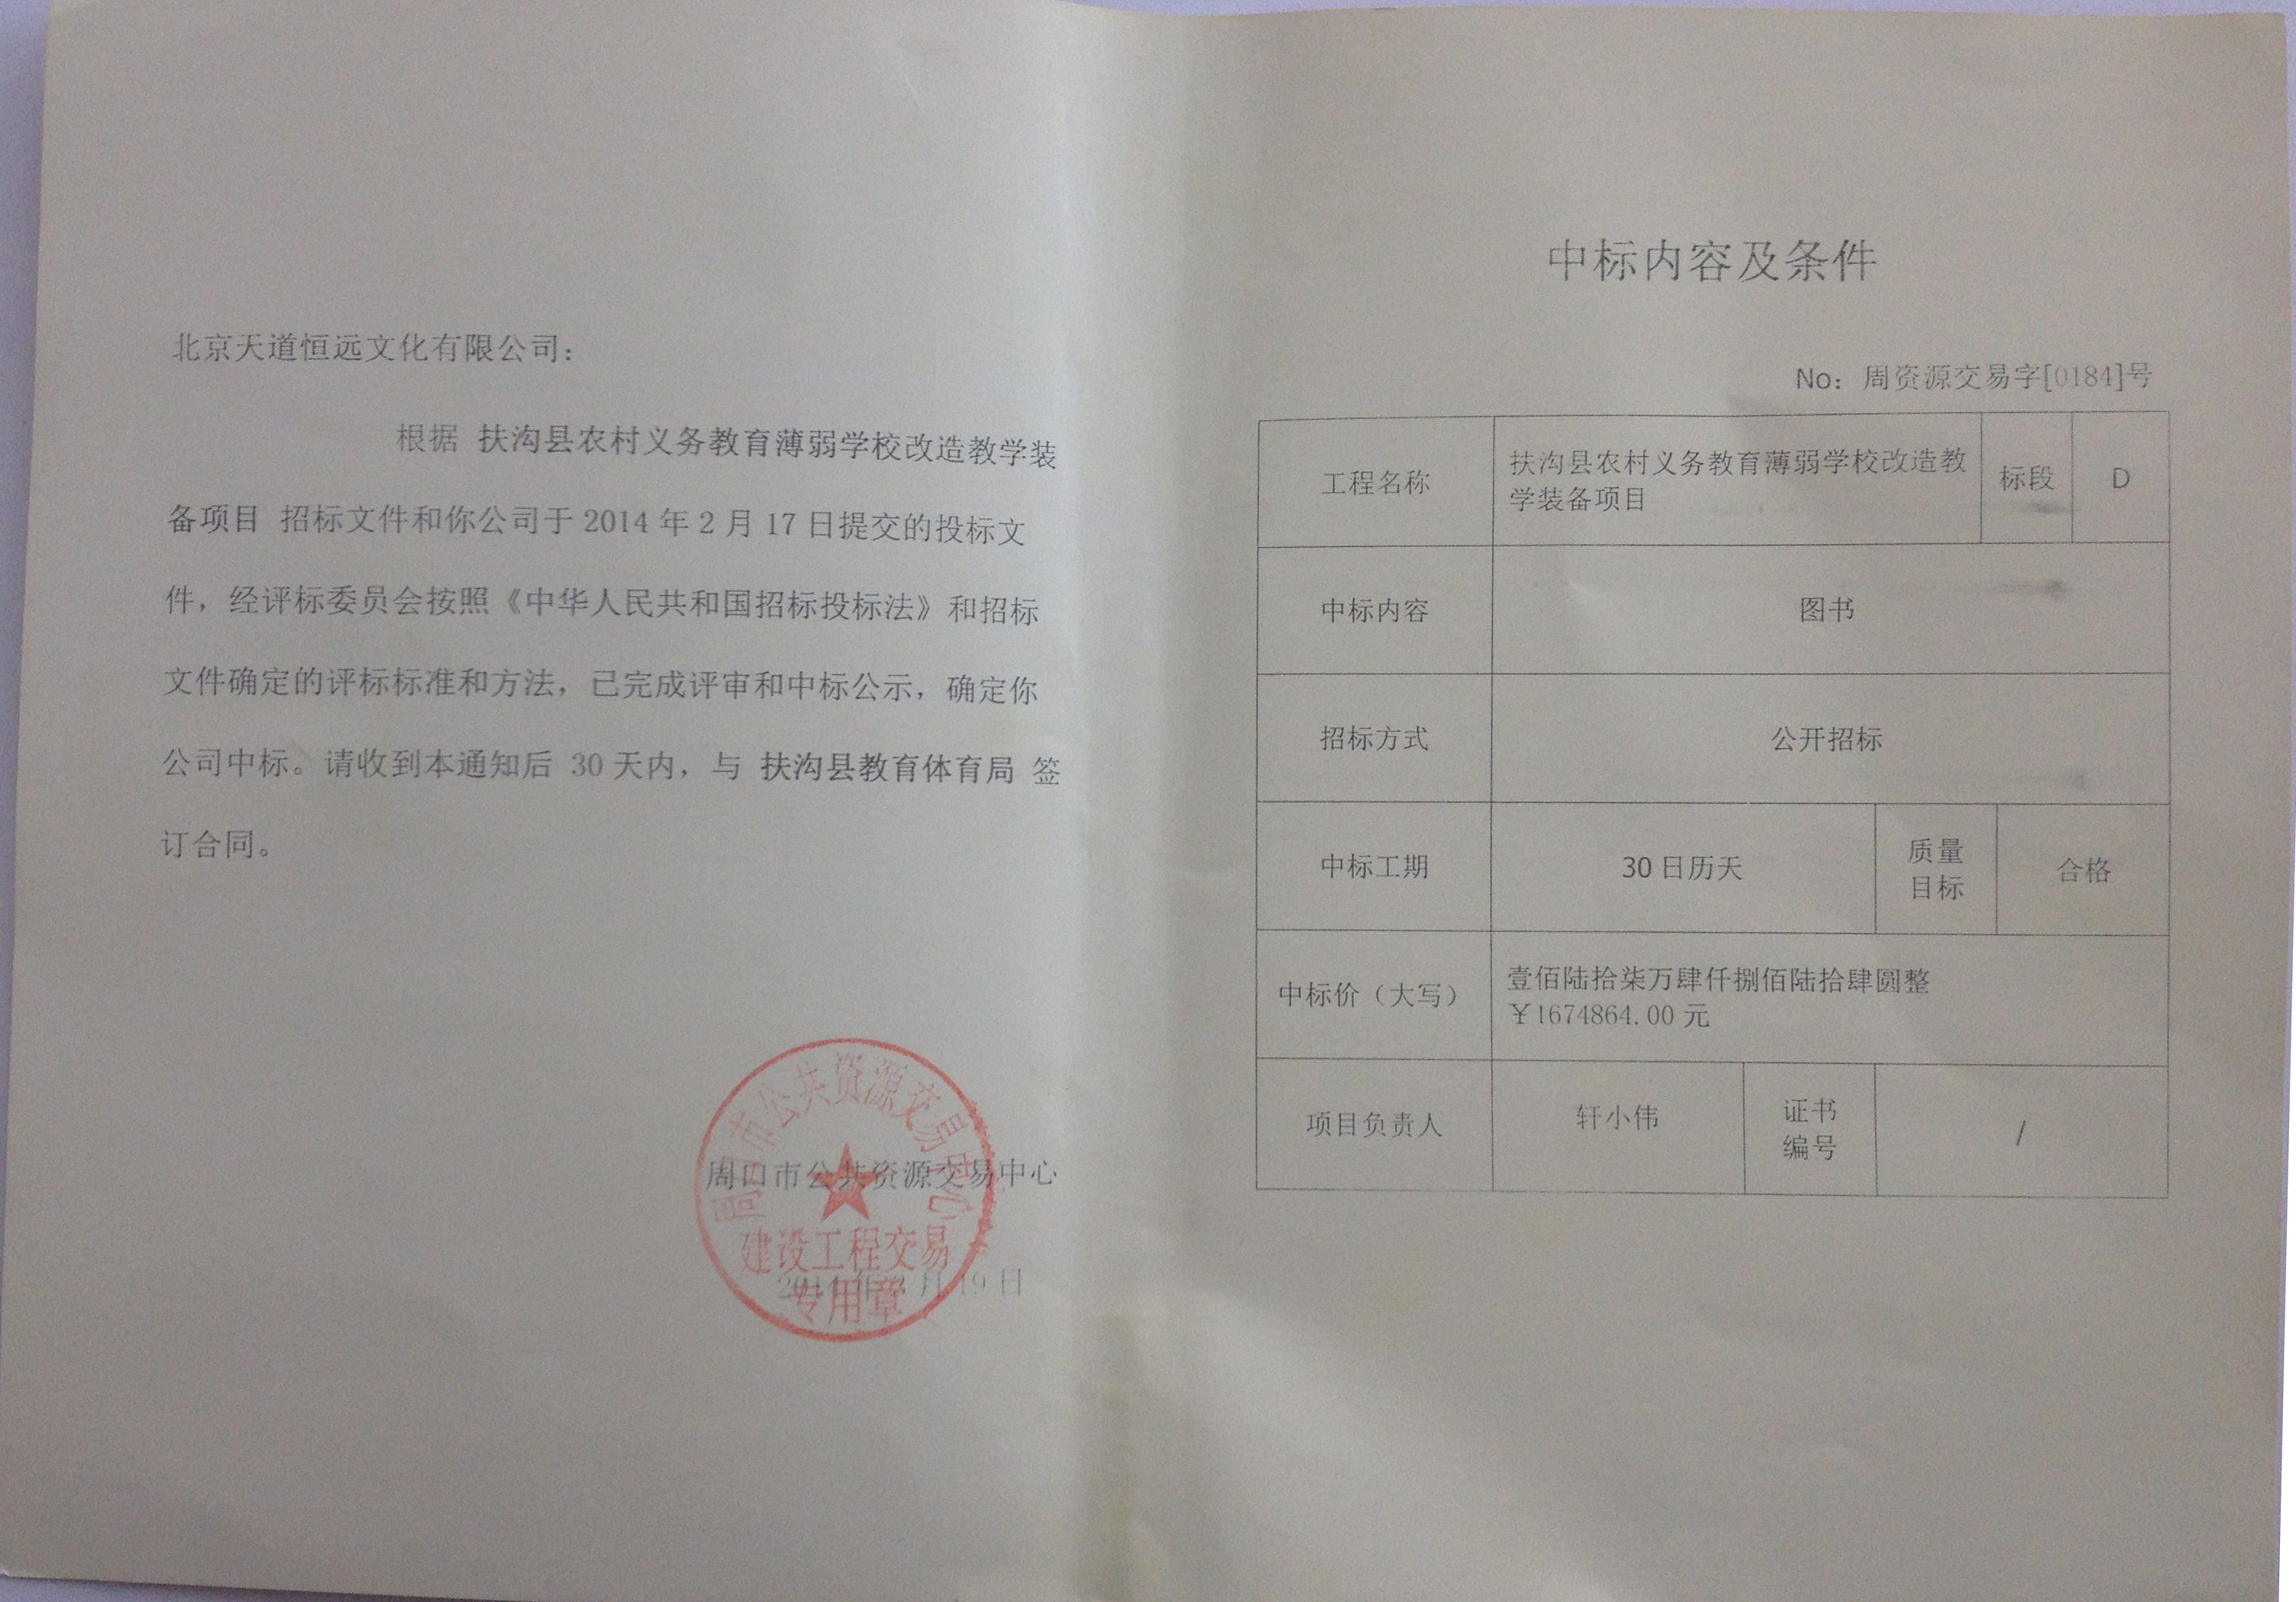 北京天道恒远文化有限公司：
根据 扶沟县农村义务教育薄弱学校改造教学装
备项目 招标文件和你公司于 2014 年 2 月 17 日提交的投标文
件，经评标委员会按照《中华人民共和国招标投标法》和招标
文件确定的评标标准和方法，已完成评审和中标公示，确定你
公司中标。请收到本通知后 30 天内，与 扶沟县教育体育局 签
订合同。
周口市公共资源交易中心
周口市公共资源交易中心
建设工程交易
专用章
中标内容及条件
No：周资源交易字[0184]号
工程名称
扶沟县农村义务教育薄弱学校改造教
学装备项目
标段
D
中标内容
图书
招标方式
公开招标
中标工期
30 日历天
质量
目标
合格
中标价（大写）
壹佰陆拾柒万肆仟捌佰陆拾肆圆整
￥1674864.00 元
项目负责人
轩小伟
证书
编号
/